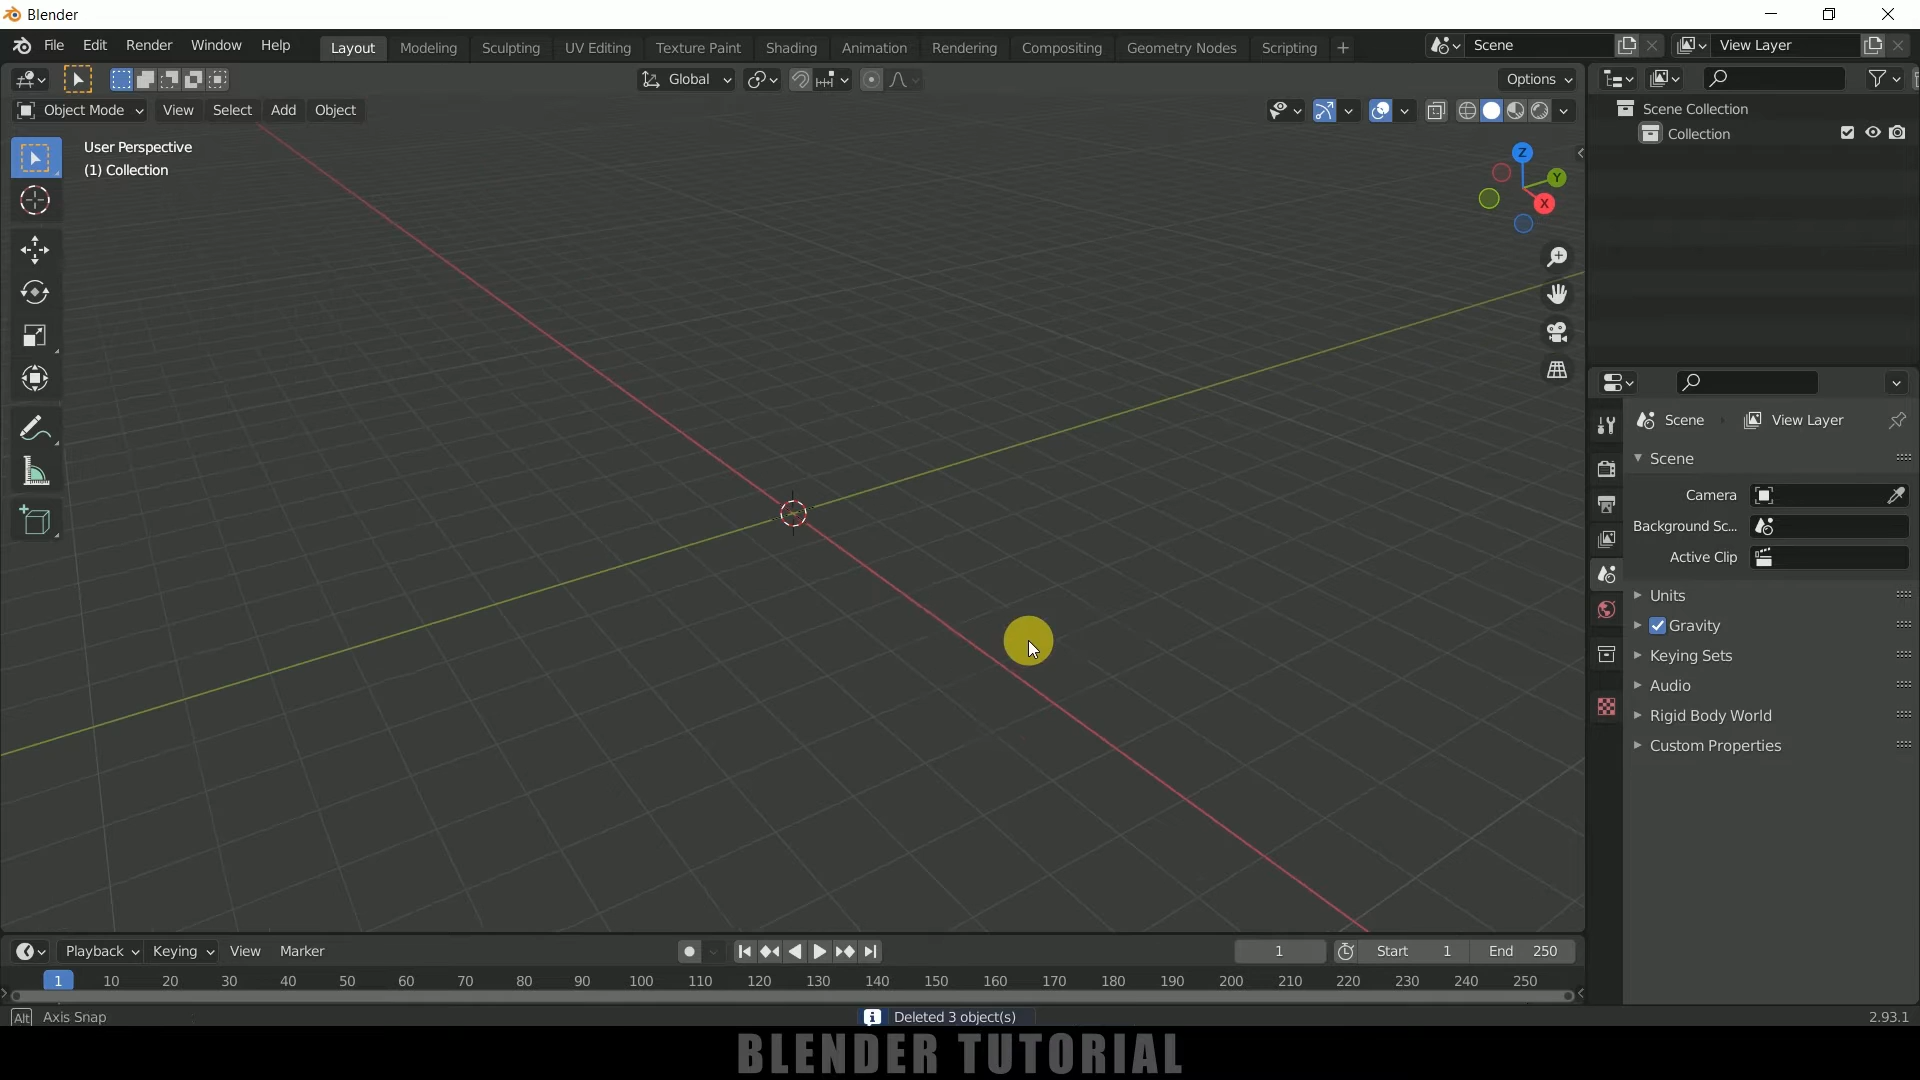 Blender
File Edit Render Window Help Layout Modeling Sculpting UV Editing Texture Paint Shading Animation Rendering Compositing Geometry Nodes Scripting + Scene View Layer
Global Options
Object Mode View Select Add Object
User Perspective
(1) Collection
Z
Y
X
Scene Collection
Collection
Scene View Layer
Scene
Camera
Background Sc...
Active Clip
Units
Gravity
Keying Sets
Audio
Rigid Body World
Custom Properties
Playback Keying View Marker 1 Start 1 End 250
1 10 20 30 40 50 60 70 80 90 100 110 120 130 140 150 160 170 180 190 200 210 220 230 240 250
Alt Axis Snap Deleted 3 object(s) 2.93.1
BLENDER TUTORIAL